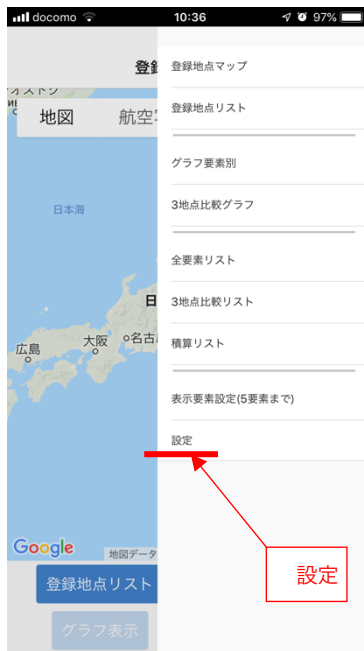 docomo 10:36 97%
登録
登録地点マップ
オストク
地図 航空写
登録地点リスト
グラフ要素別
日本海
3地点比較グラフ
全要素リスト
日
3地点比較リスト
広島 大阪 名古
積算リスト
表示要素設定(5要素まで)
設定
Google 地図データ
設定
登録地点リスト
グラフ表示